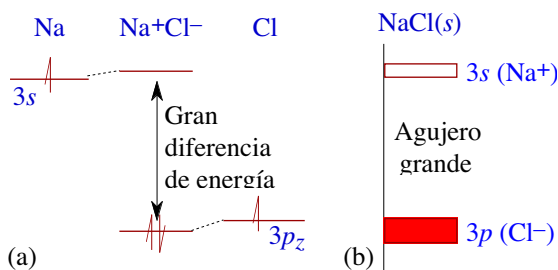 Na Na+Cl− Cl
3s
Gran
diferencia
de energía
3pz
(a)
NaCl(s)
3s (Na+)
Agujero
grande
3p (Cl−)
(b)